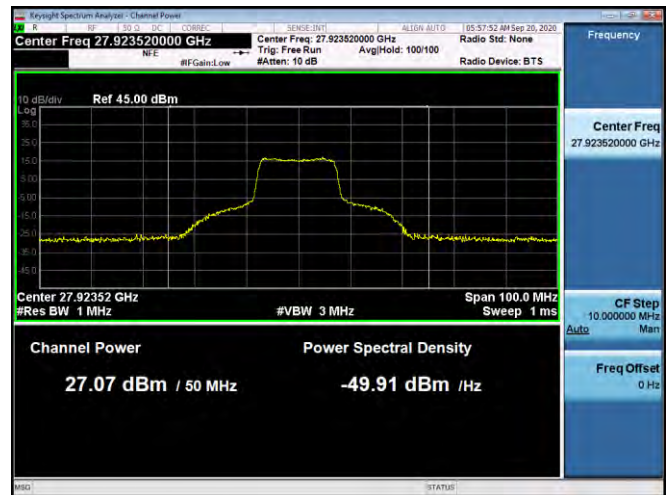 Keysight Spectrum Analyzer - Channel Power
R RF 50 Ω DC CORREC SENSE:INT ALIGN AUTO 05:57:52 AM Sep 20, 2020
Center Freq 27.923520000 GHz
NFE
#IFGain:Low
Center Freq: 27.923520000 GHz
Trig: Free Run Avg|Hold: 100/100
#Atten: 10 dB
Radio Std: None
Radio Device: BTS
Frequency
10 dB/div Ref 45.00 dBm
Log
35.0
25.0
15.0
5.00
-5.00
-15.0
-25.0
-35.0
-45.0
Center 27.92352 GHz Span 100.0 MHz
#Res BW 1 MHz #VBW 3 MHz Sweep 1 ms
Channel Power Power Spectral Density
27.07 dBm / 50 MHz -49.91 dBm /Hz
Center Freq
27.923520000 GHz
CF Step
10.000000 MHz
Auto Man
Freq Offset
0 Hz
MSG STATUS